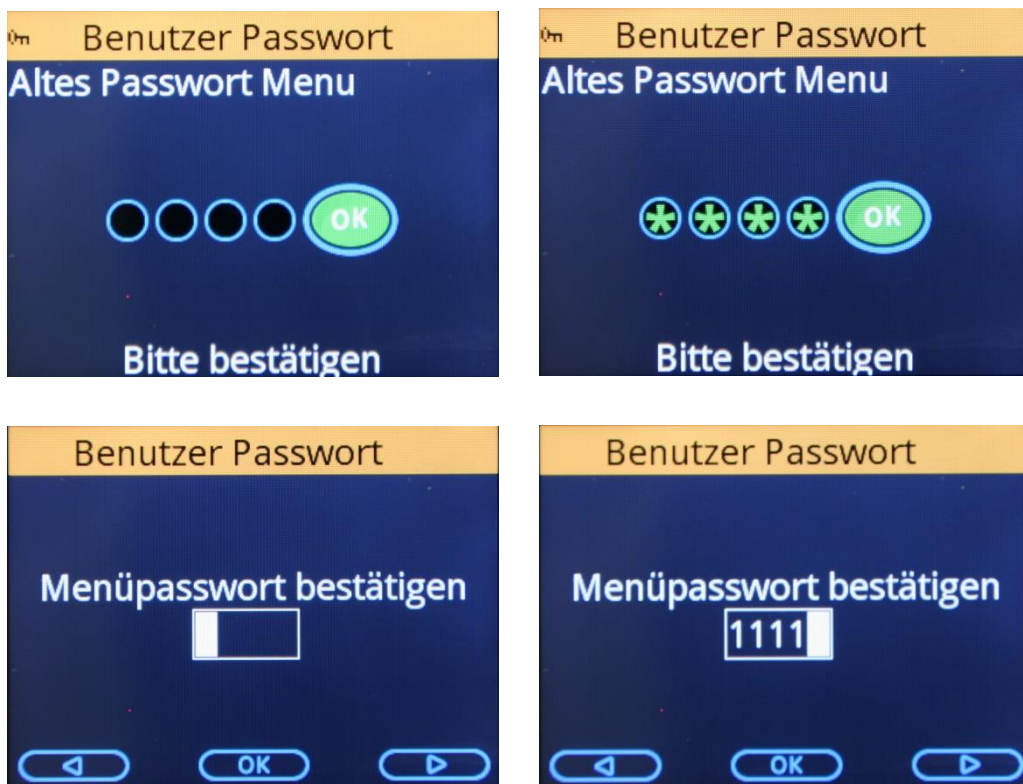 Benutzer Passwort
Altes Passwort Menu
* * * * OK
Bitte bestätigen
Benutzer Passwort
Altes Passwort Menu
OK
Bitte bestätigen
Benutzer Passwort
Menüpasswort bestätigen
OK
Benutzer Passwort
Menüpasswort bestätigen
1111
OK